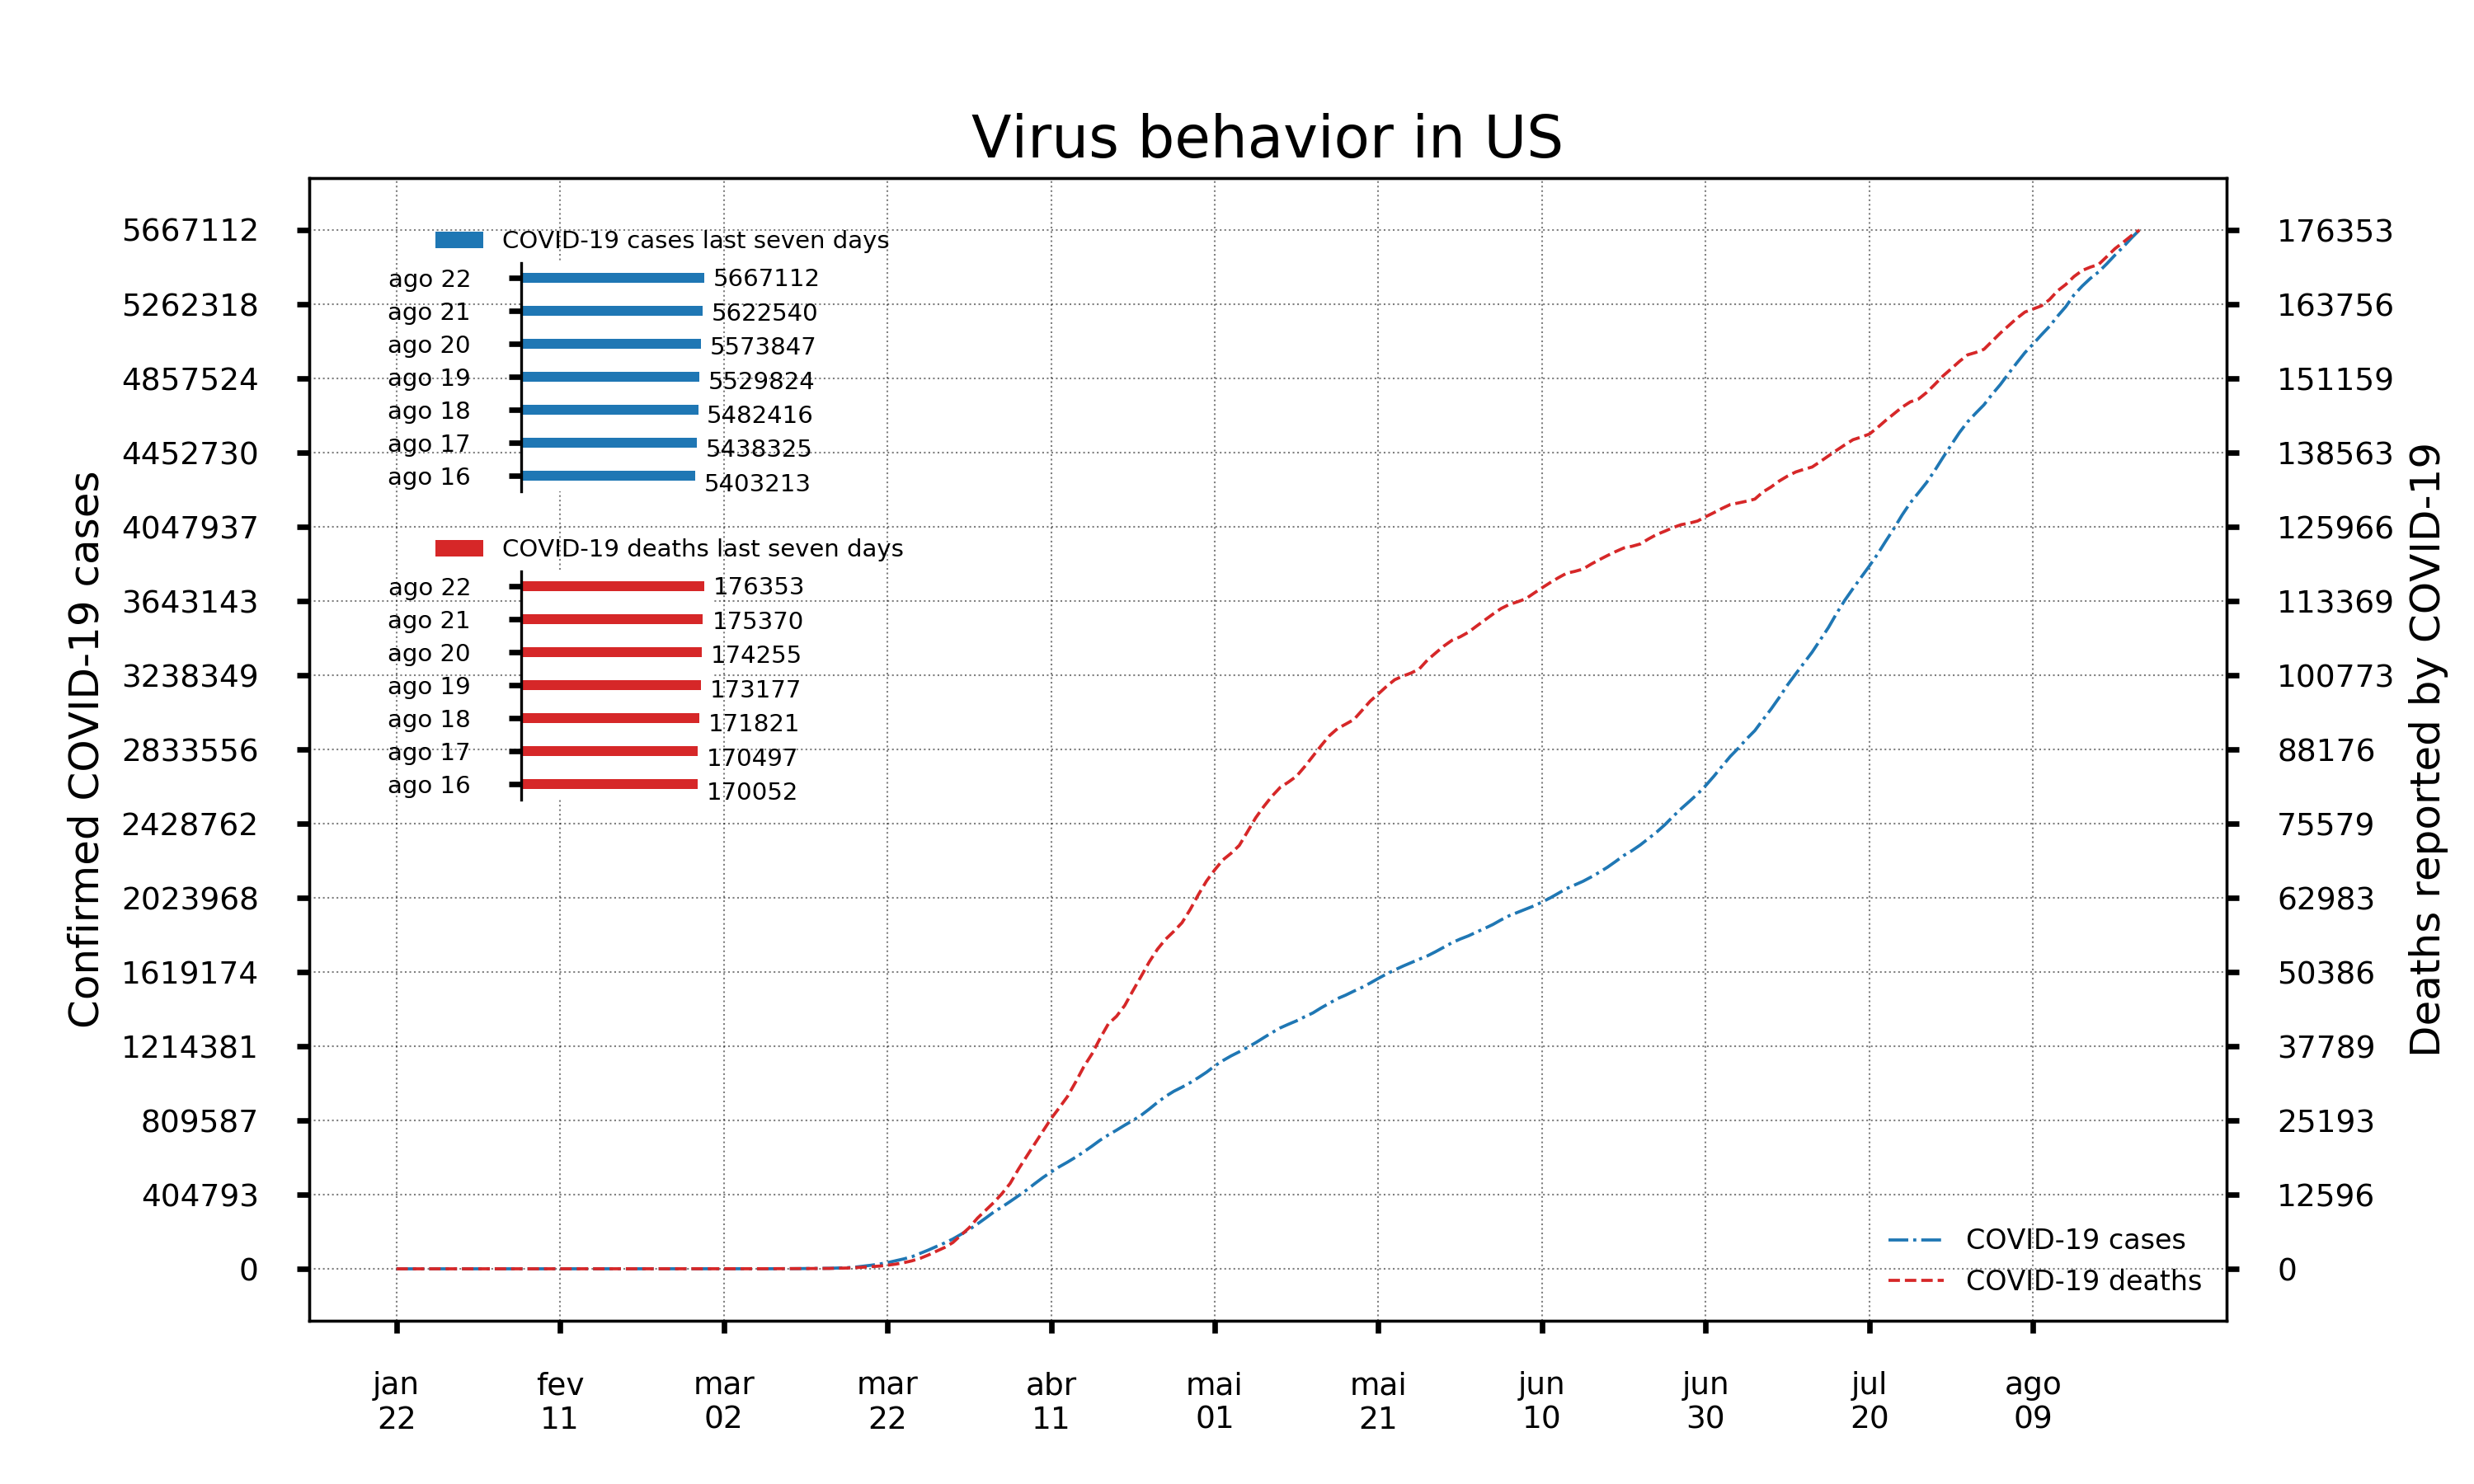 Virus behavior in US
Confirmed COVID-19 cases
5667112
5262318
4857524
4452730
4047937
3643143
3238349
2833556
2428762
2023968
1619174
1214381
809587
404793
0
COVID-19 cases last seven days
ago 22 5667112
ago 21 5622540
ago 20 5573847
ago 19 5529824
ago 18 5482416
ago 17 5438325
ago 16 5403213
COVID-19 deaths last seven days
ago 22 176353
ago 21 175370
ago 20 174255
ago 19 173177
ago 18 171821
ago 17 170497
ago 16 170052
176353
163756
151159
138563
125966
113369
100773
88176
75579
62983
50386
37789
25193
12596
0
Deaths reported by COVID-19
COVID-19 cases
COVID-19 deaths
jan fev mar mar abr mai mai jun jun jul ago
22 11 02 22 11 01 21 10 30 20 09